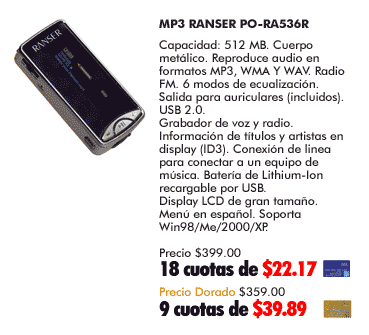 MP3 RANSER PO-RA536R
RANSER
Capacidad: 512 MB. Cuerpo
metálico. Reproduce audio en
formatos MP3, WMA Y WAV. Radio
FM. 6 modos de ecualización.
Salida para auriculares (incluidos).
USB 2.0.
Grabador de voz y radio.
Información de títulos y artistas en
display (ID3). Conexión de linea
para conectar a un equipo de
música. Batería de Lithium-Ion
recargable por USB.
Display LCD de gran tamaño.
Menú en español. Soporta
Win98/Me/2000/XP.
Precio $399.00
18 cuotas de $22.17
Precio Dorado $359.00
9 cuotas de $39.89